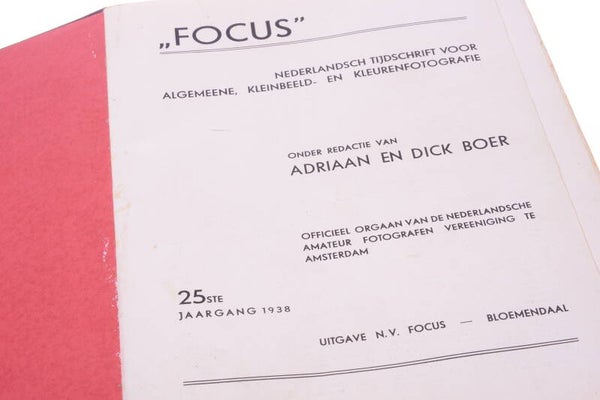 „FOCUS”
NEDERLANDSCH TIJDSCHRIFT VOOR
ALGEMEENE, KLEINBEELD- EN KLEURENFOTOGRAFIE
ONDER REDACTIE VAN
ADRIAAN EN DICK BOER
OFFICIEEL ORGAAN VAN DE NEDERLANDSCHE
AMATEUR FOTOGRAFEN VEREENIGING TE
AMSTERDAM
25STE
JAARGANG 1938
UITGAVE N.V. FOCUS — BLOEMENDAAL